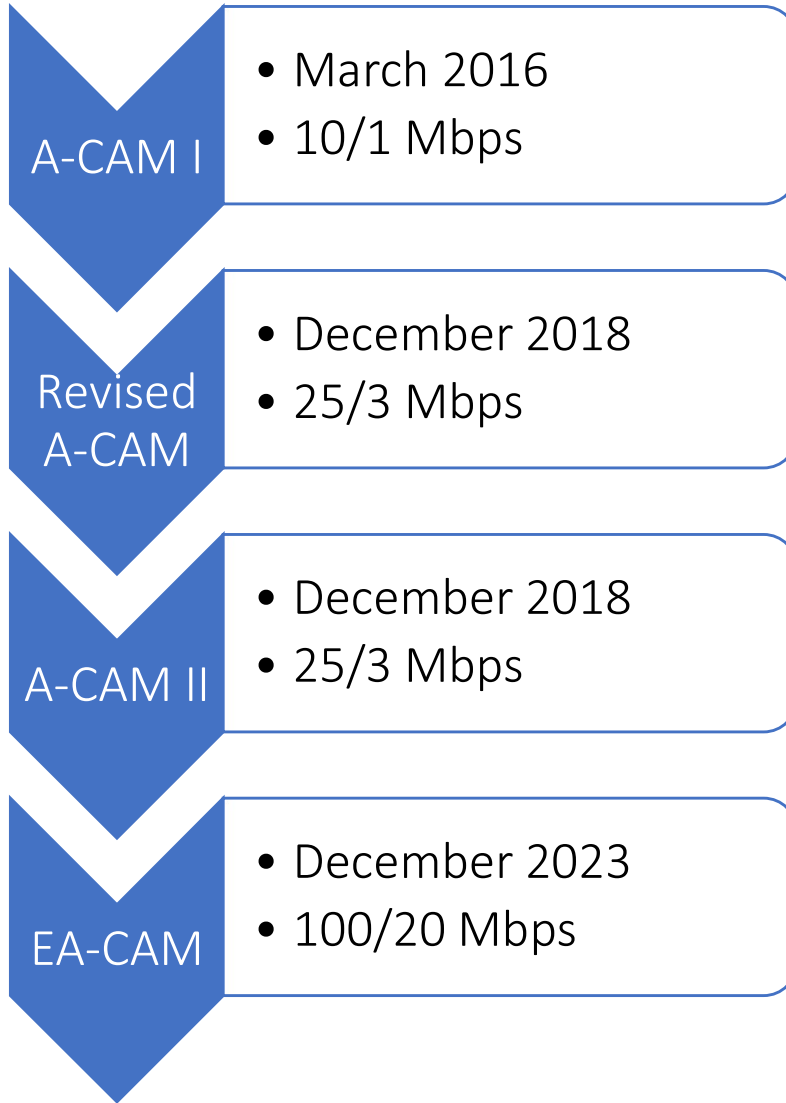 A-CAM I
• March 2016
• 10/1 Mbps
Revised
A-CAM
• December 2018
• 25/3 Mbps
A-CAM II
• December 2018
• 25/3 Mbps
EA-CAM
• December 2023
• 100/20 Mbps